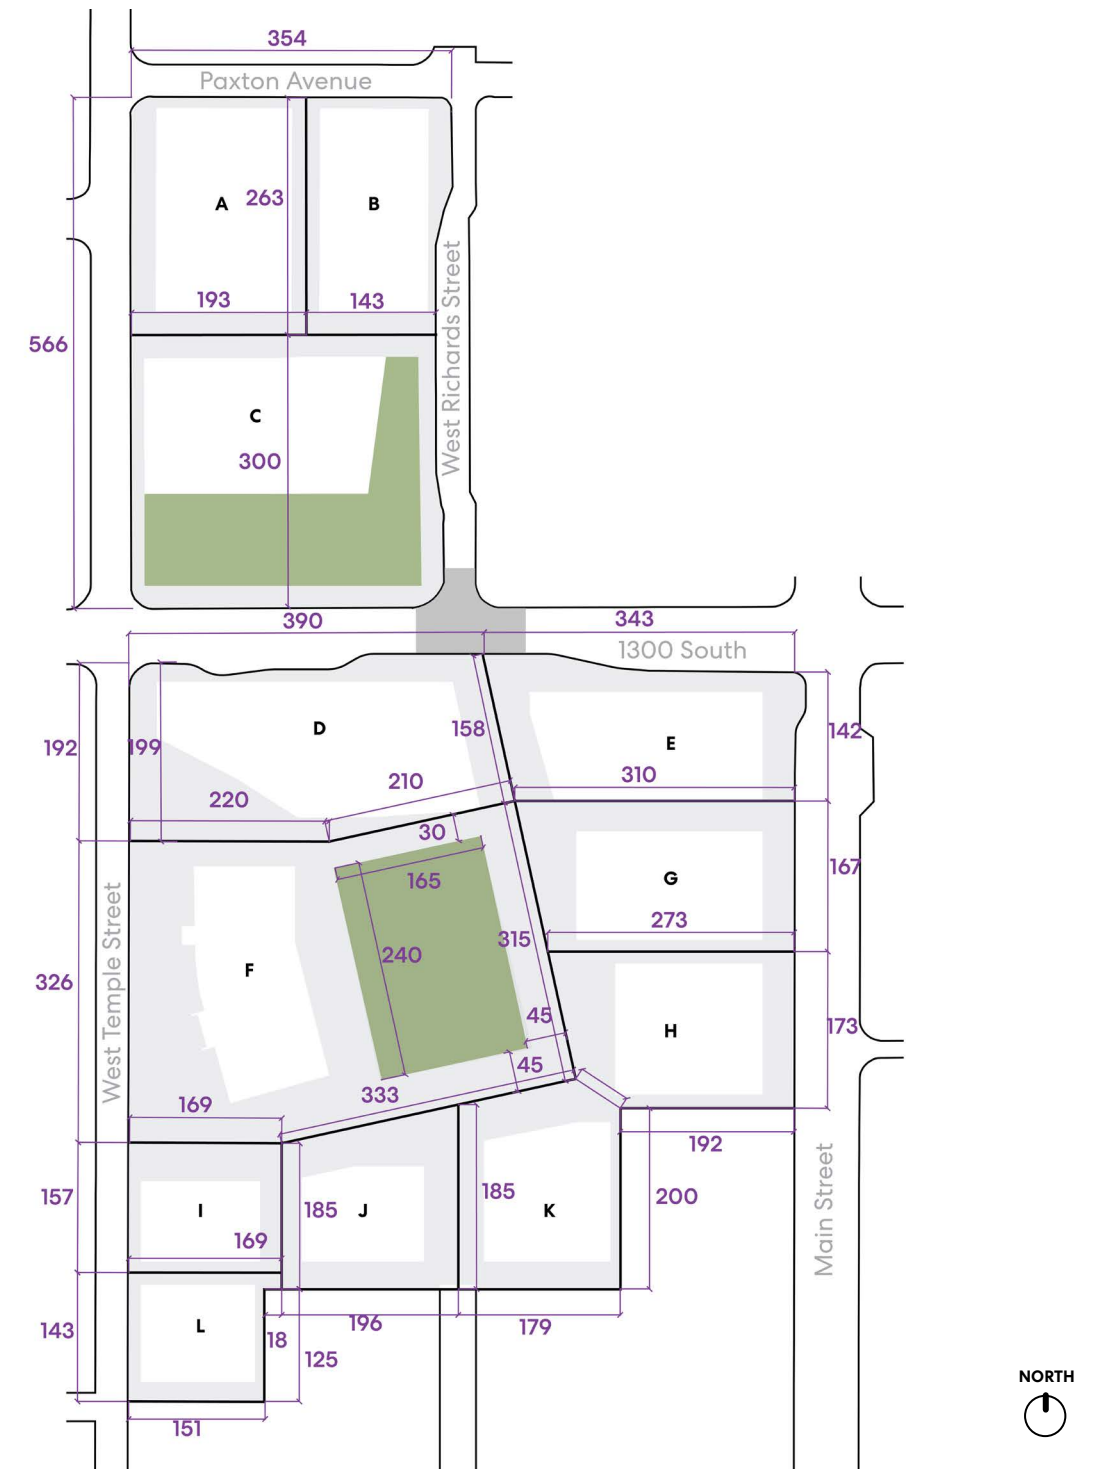 354
Paxton Avenue
A
263
B
193
143
566
West Richards Street
C
300
390
343
1300 South
D
158
192
199
E
142
210
310
220
30
165
G
167
273
315
240
F
326
H
173
45
45
West Temple Street
333
169
192
157
I
185
J
185
K
200
Main Street
169
L
143
18
196
179
125
151
NORTH